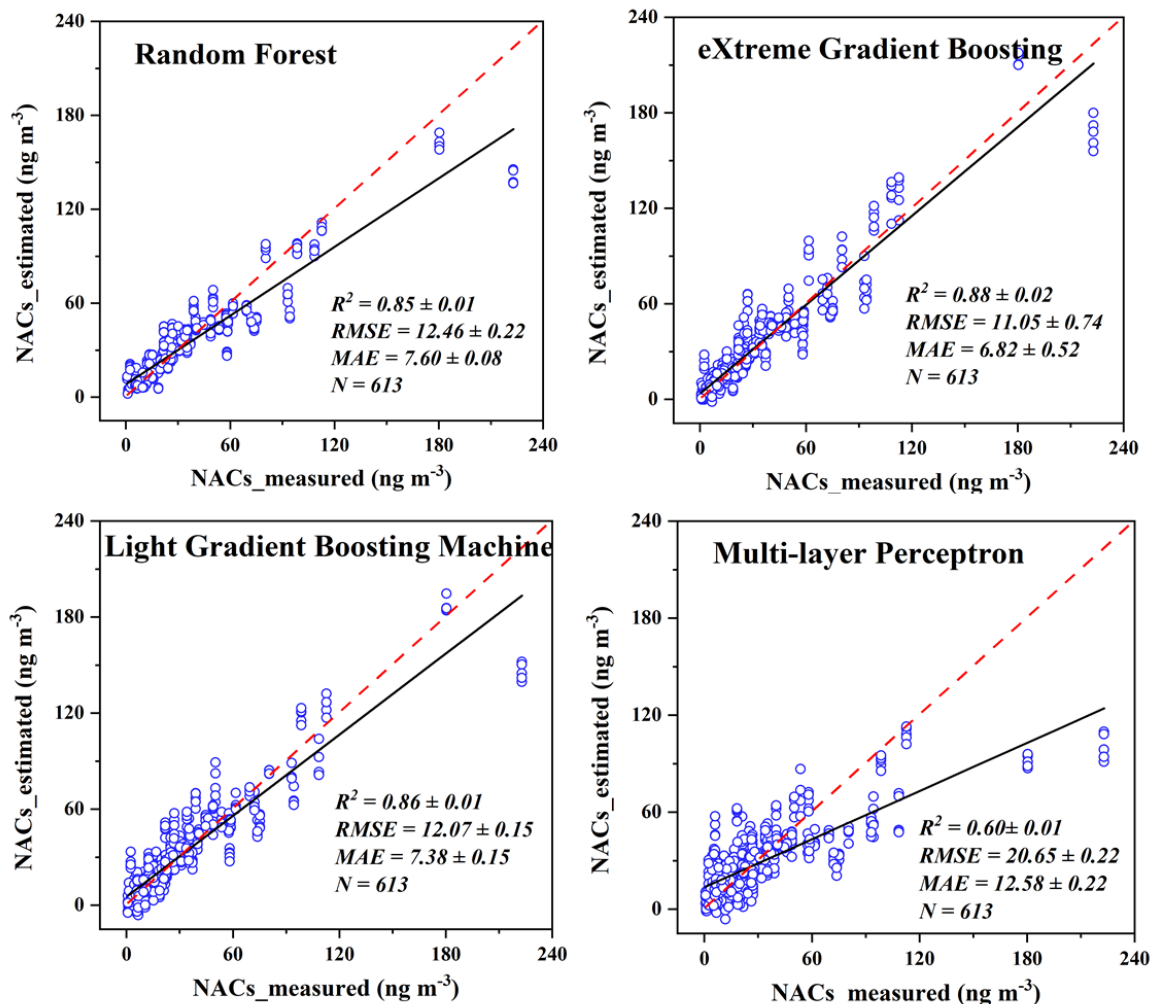 Random Forest
240
180
120
60
0
NACs_estimated (ng m-3)
R2 = 0.85 ± 0.01
RMSE = 12.46 ± 0.22
MAE = 7.60 ± 0.08
N = 613
0 60 120 180 240
NACs_measured (ng m-3)
eXtreme Gradient Boosting
240
180
120
60
0
NACs_estimated (ng m-3)
R2 = 0.88 ± 0.02
RMSE = 11.05 ± 0.74
MAE = 6.82 ± 0.52
N = 613
0 60 120 180 240
NACs_measured (ng m-3)
Light Gradient Boosting Machine
240
180
120
60
0
NACs_estimated (ng m-3)
R2 = 0.86 ± 0.01
RMSE = 12.07 ± 0.15
MAE = 7.38 ± 0.15
N = 613
0 60 120 180 240
NACs_measured (ng m-3)
Multi-layer Perceptron
240
180
120
60
0
NACs_estimated (ng m-3)
R2 = 0.60± 0.01
RMSE = 20.65 ± 0.22
MAE = 12.58 ± 0.22
N = 613
0 60 120 180 240
NACs_measured (ng m-3)